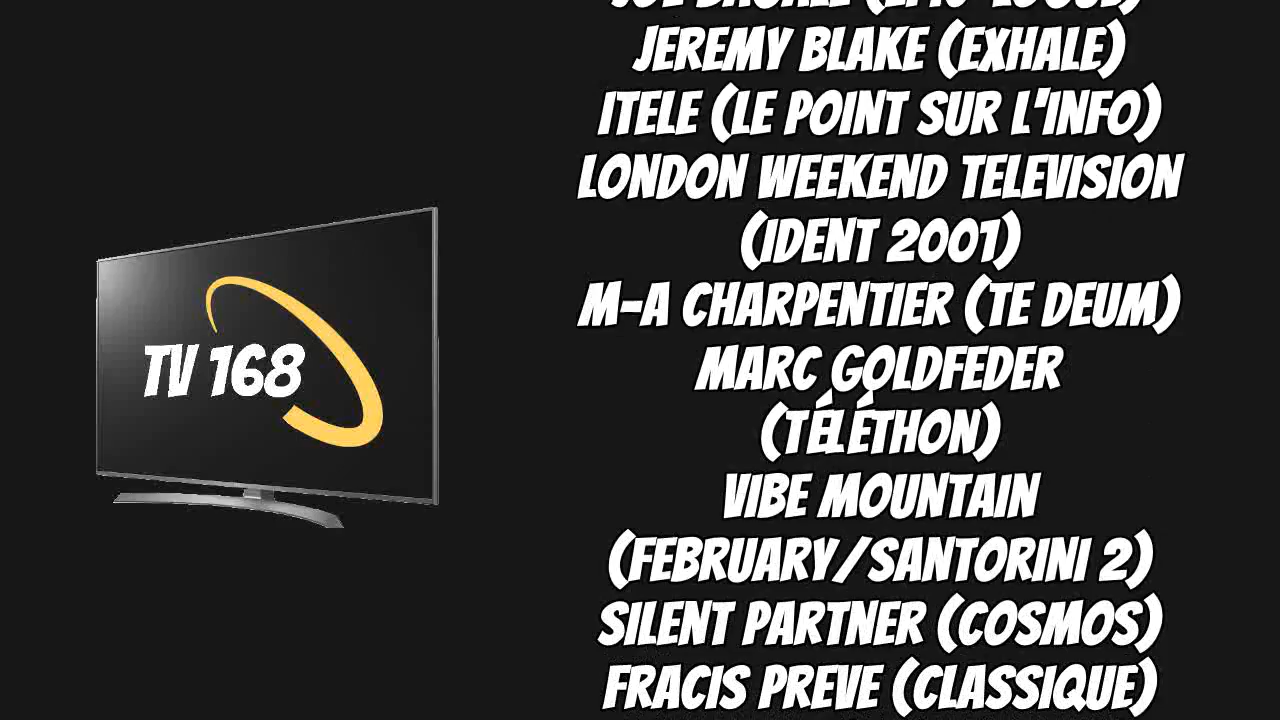 JEREMY BLAKE (EXHALE)
ITELE (LE POINT SUR L'INFO)
LONDON WEEKEND TELEVISION
(IDENT 2001)
M-A CHARPENTIER (TE DEUM)
MARC GOLDFEDER
(TÉLÉTHON)
VIBE MOUNTAIN
(FEBRUARY/SANTORINI 2)
SILENT PARTNER (COSMOS)
FRACIS PREVE (CLASSIQUE)
TV 168